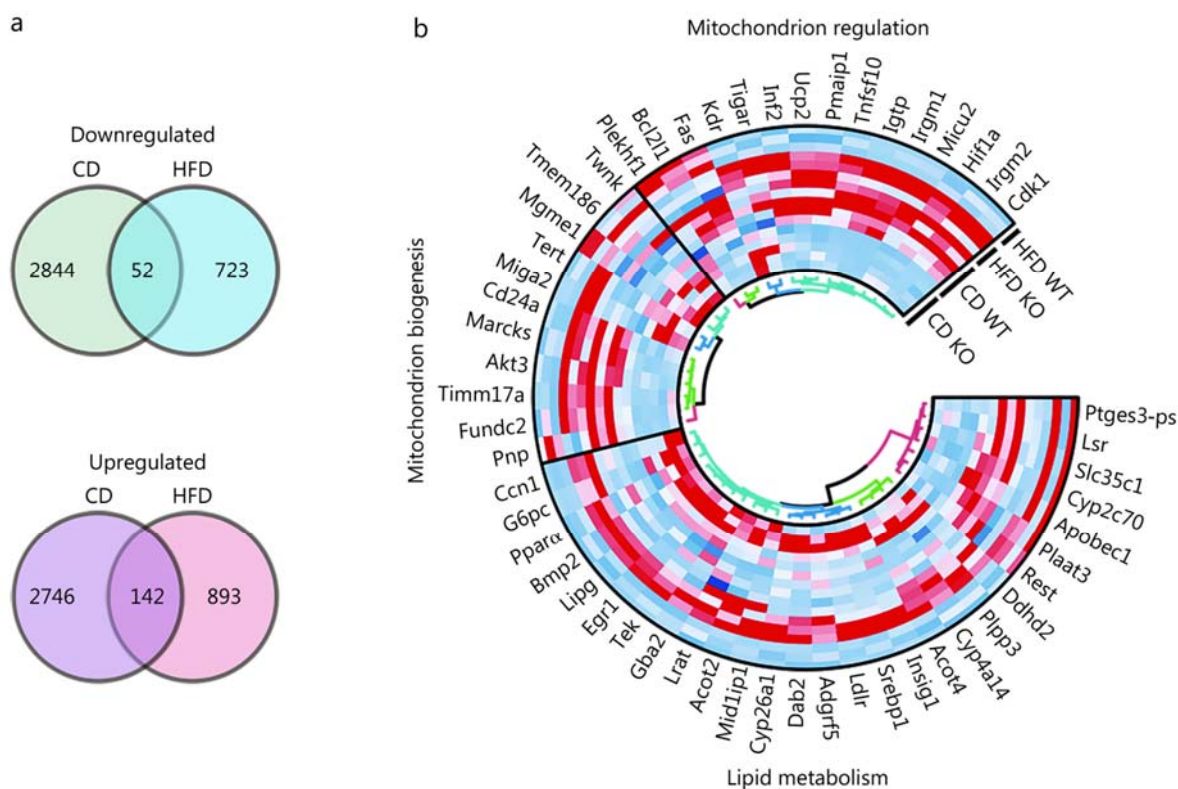 a
Downregulated
CD
HFD
2844
52
723
Upregulated
CD
HFD
2746
142
893
b
Mitochondrion regulation
Plekhf1
Bcl2l1
Fas
Kdr
Tigar
Inf2
Ucp2
Pmaip1
Tnfsf10
Igtp
Irgm1
Micu2
Hif1a
Irgm2
Cdk1
HFD WT
HFD KO
CD WT
CD KO
Mitochondrion biogenesis
Twnk
Tmem186
Mgme1
Tert
Miga2
Cd24a
Marcks
Akt3
Timm17a
Fundc2
Pnp
Ccn1
G6pc
Pparα
Bmp2
Lipg
Egr1
Tek
Gba2
Lrat
Acot2
Mid1ip1
Cyp26a1
Dab2
Adgrf5
Ldlr
Srebp1
Insig1
Acot4
Cyp4a14
Plpp3
Ddhd2
Rest
Plaat3
Apobec1
Cyp2c70
Slc35c1
Lsr
Ptges3-ps
Lipid metabolism